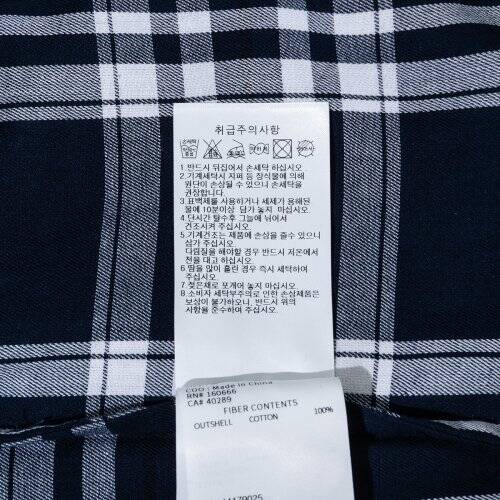 취급주의사항
손세탁
1.반드시 뒤집어서 손세탁 하십시오
2.기계세탁시 지퍼 등 장식물에 의해
원단이 손상될 수 있으니 손세탁을
권장합니다.
3.표백제를 사용하거나 세제가 용해된
물에 10분이상 담가 놓지 마십시오.
4.단시간 탈수후 그늘에 뉘어서
건조시켜 주십시오.
5.기계건조는 제품에 손상을 줄수 있으니
삼가 주십시오.
다림질을 해야할 경우 반드시 저온에서
천을 대고 하십시오.
6.땀을 많이 흘린 경우 즉시 세탁하여
주십시오.
7.젖은채로 포개어 놓지 마십시오.
8.소비자 세탁부주의로 인한 손상제품은
보상이 불가하오니, 반드시 위의
사항을 준수하여 주십시오.
COO : Made in China
RN# 160666
CA# 40289
FIBER CONTENTS
OUTSHELL COTTON 100%